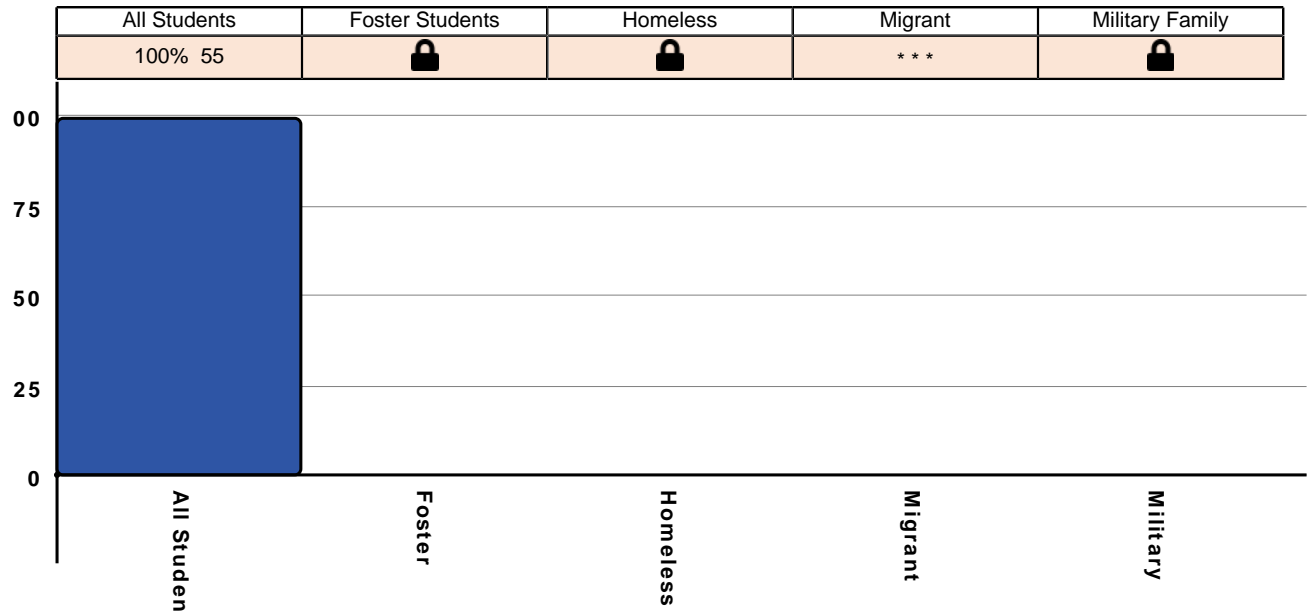 All Students Foster Students Homeless Migrant Military Family
100% 55 * * *
00
75
50
25
0
All Studen
Foster
Homeless
Migrant
Military